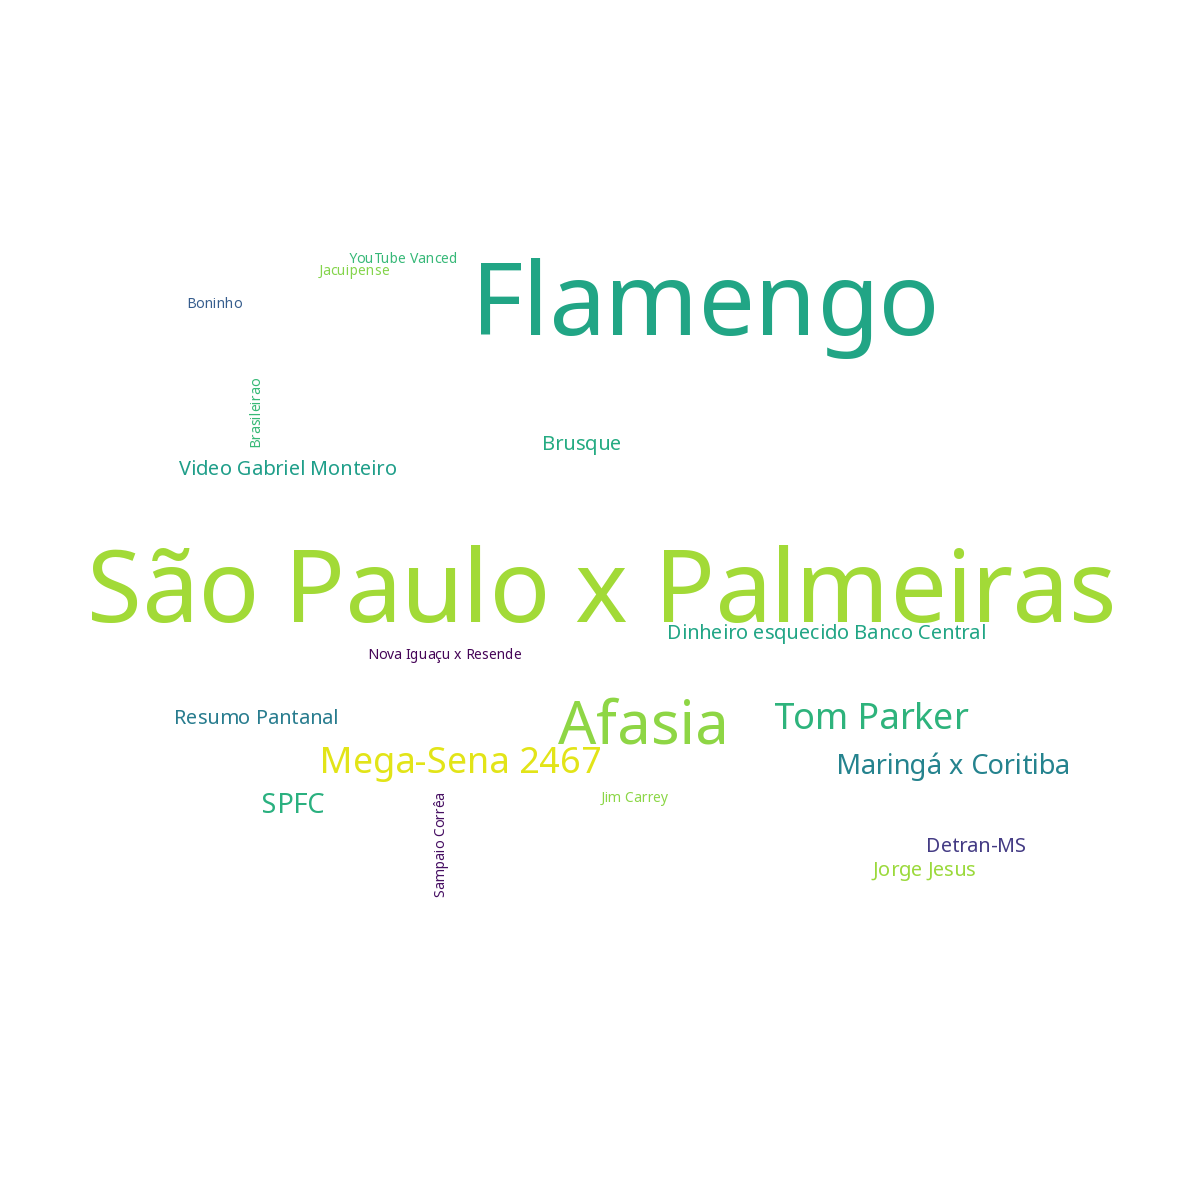 YouTube Vanced
Jacuipense
Flamengo
Boninho
Brasileirao
Brusque
Video Gabriel Monteiro
São Paulo x Palmeiras
Dinheiro esquecido Banco Central
Nova Iguaçu x Resende
Resumo Pantanal
Afasia
Tom Parker
Mega-Sena 2467
Maringá x Coritiba
SPFC
Jim Carrey
Sampaio Corrêa
Detran-MS
Jorge Jesus